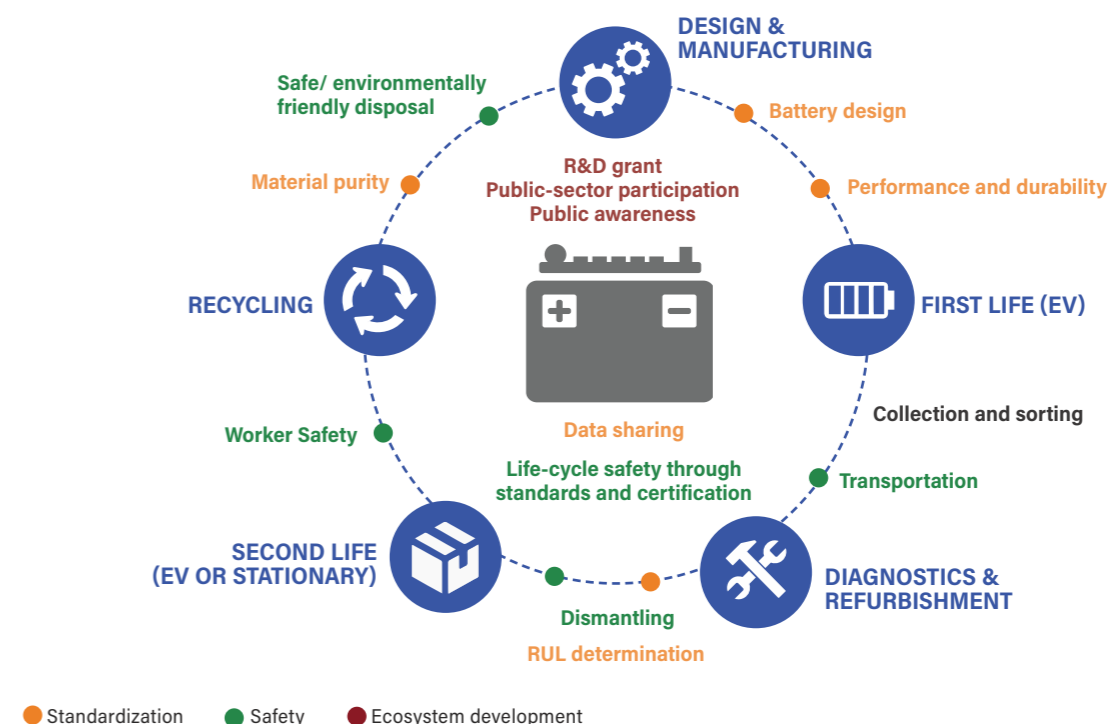 DESIGN &
MANUFACTURING
Safe/ environmentally
friendly disposal
Battery design
Material purity
R&D grant
Public-sector participation
Public awareness
Performance and durability
RECYCLING
+
−
FIRST LIFE (EV)
Collection and sorting
Data sharing
Worker Safety
Life-cycle safety through
standards and certification
Transportation
SECOND LIFE
(EV OR STATIONARY)
DIAGNOSTICS &
REFURBISHMENT
Dismantling
RUL determination
Standardization
Safety
Ecosystem development